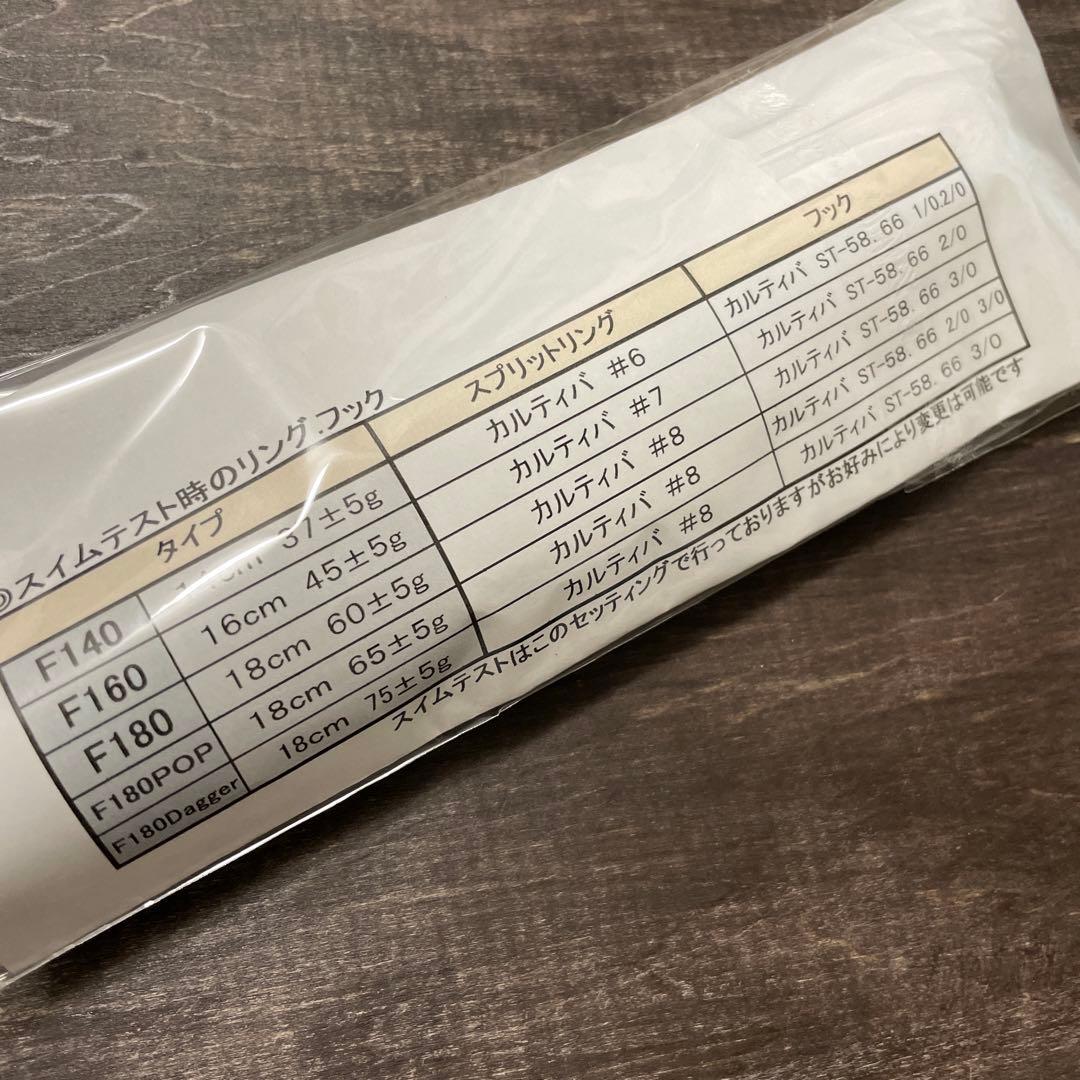 ◎スイムテスト時のリング.フック
タイプ スプリットリング フック
F140 14cm 37±5g カルティバ #6 カルティバ ST-58.66 1/0.2/0
F160 16cm 45±5g カルティバ #7 カルティバ ST-58.66 2/0
F180 18cm 60±5g カルティバ #8 カルティバ ST-58.66 3/0
F180POP 18cm 65±5g カルティバ #8 カルティバ ST-58.66 2/0 3/0
F180Dagger 18cm 75±5g カルティバ #8 カルティバ ST-58.66 3/0
スイムテストはこのセッティングで行っておりますがお好みにより変更は可能です